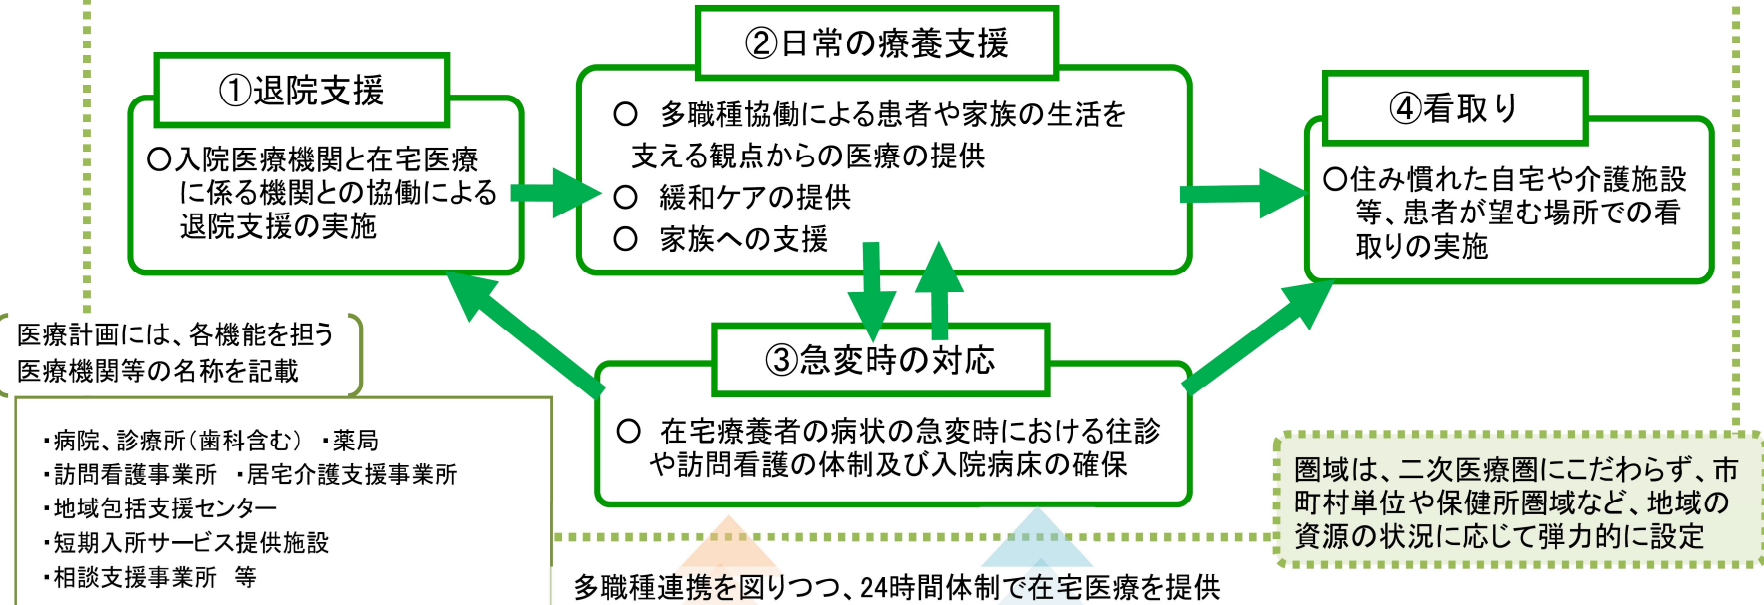 ①退院支援
○入院医療機関と在宅医療
に係る機関との協働による
退院支援の実施
②日常の療養支援
○ 多職種協働による患者や家族の生活を
支える観点からの医療の提供
○ 緩和ケアの提供
○ 家族への支援
④看取り
○住み慣れた自宅や介護施設
等、患者が望む場所での看
取りの実施
③急変時の対応
○ 在宅療養者の病状の急変時における往診
や訪問看護の体制及び入院病床の確保
医療計画には、各機能を担う
医療機関等の名称を記載
・病院、診療所(歯科含む) ・薬局
・訪問看護事業所 ・居宅介護支援事業所
・地域包括支援センター
・短期入所サービス提供施設
・相談支援事業所 等
圏域は、二次医療圏にこだわらず、市
町村単位や保健所圏域など、地域の
資源の状況に応じて弾力的に設定
多職種連携を図りつつ、24時間体制で在宅医療を提供